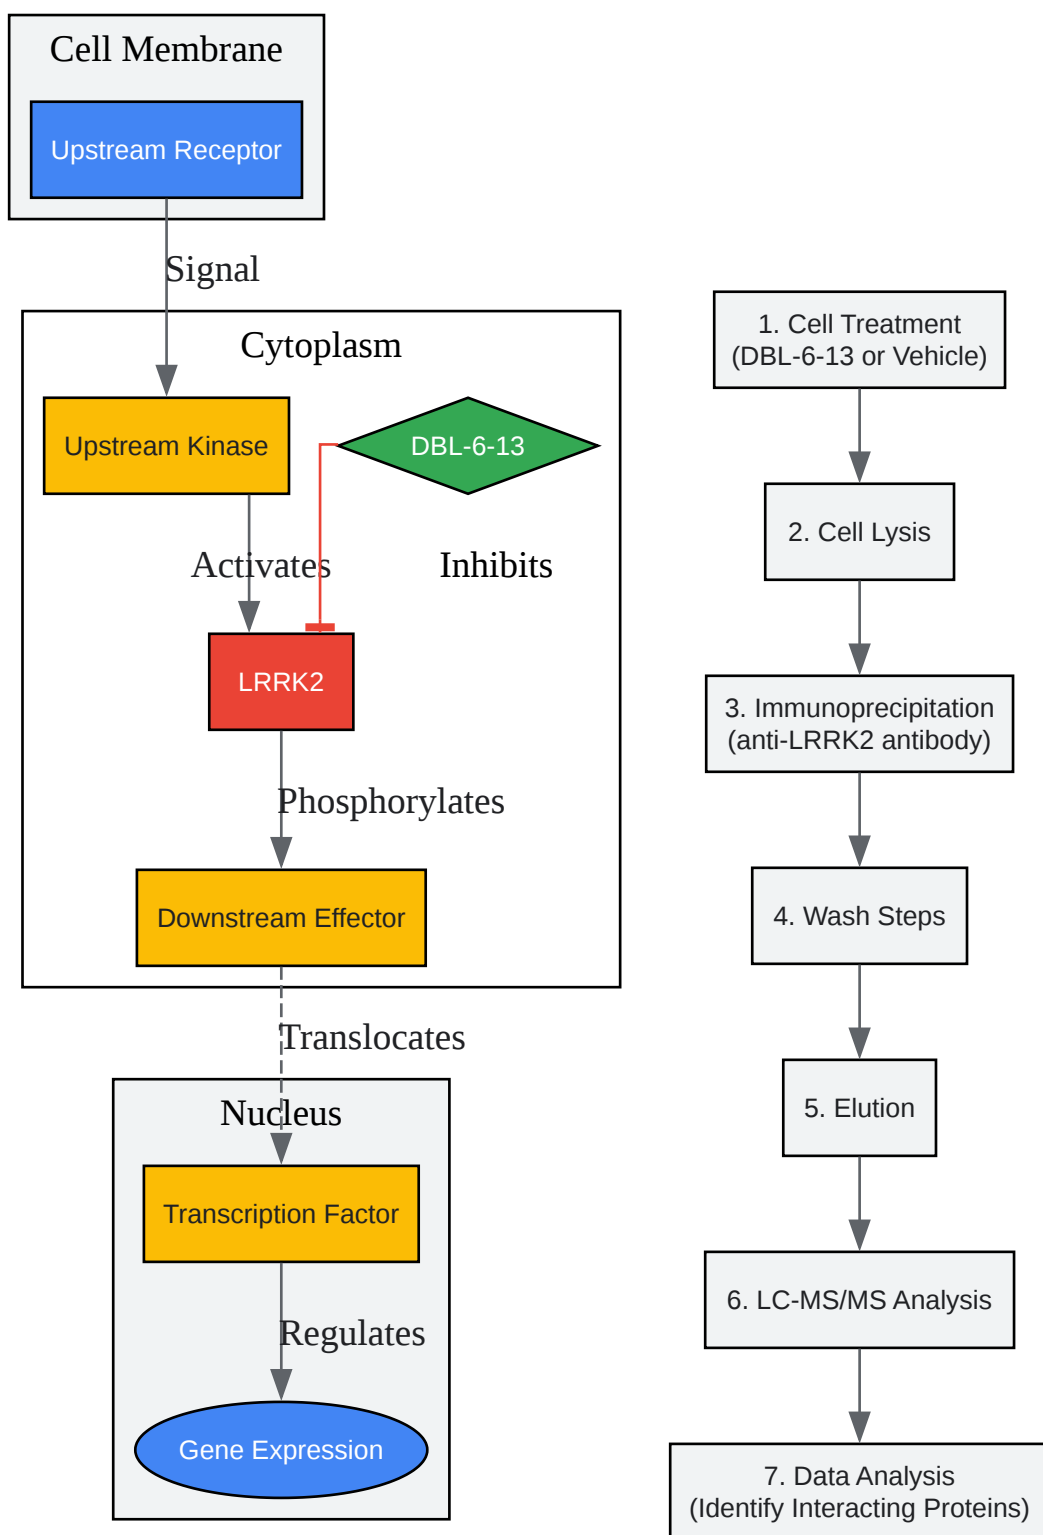 Cell Membrane
Upstream Receptor
Signal
Cytoplasm
Upstream Kinase
DBL-6-13
Activates
Inhibits
LRRK2
Phosphorylates
Downstream Effector
Translocates
Nucleus
Transcription Factor
Regulates
Gene Expression
1. Cell Treatment
(DBL-6-13 or Vehicle)
2. Cell Lysis
3. Immunoprecipitation
(anti-LRRK2 antibody)
4. Wash Steps
5. Elution
6. LC-MS/MS Analysis
7. Data Analysis
(Identify Interacting Proteins)